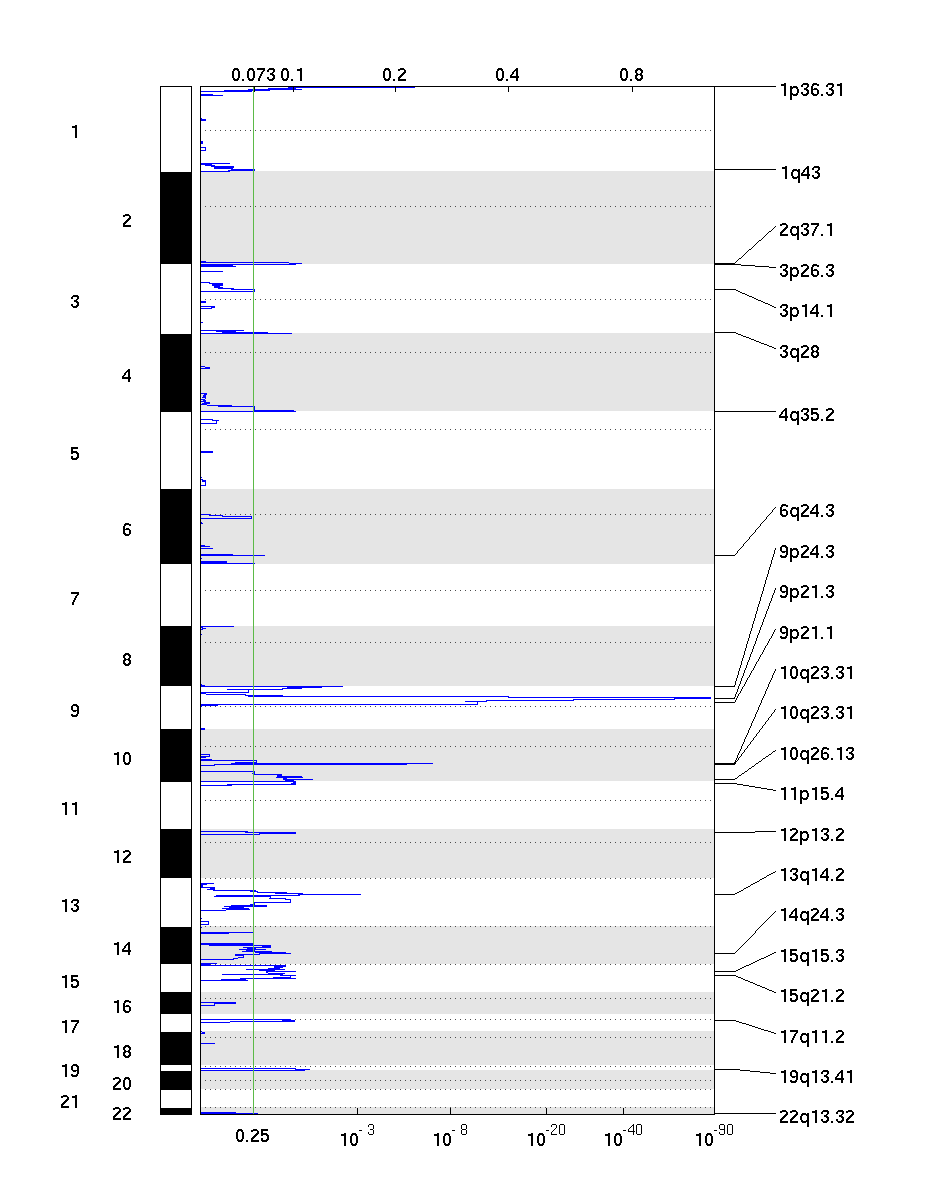 0.073 0.1 0.2 0.4 0.8
1p36.31
1
1q43
2
2q37.1
3p26.3
3
3p14.1
3q28
4
4q35.2
5
6q24.3
6
9p24.3
9p21.3
7
9p21.1
8
10q23.31
9
10q23.31
10
10q26.13
11p15.4
11
12p13.2
12
13q14.2
13
14q24.3
14
15q15.3
15
15q21.2
16
17
17q11.2
18
19
19q13.41
20
21
22
22q13.32
0.25 10-3 10-8 10-20 10-40 10-90